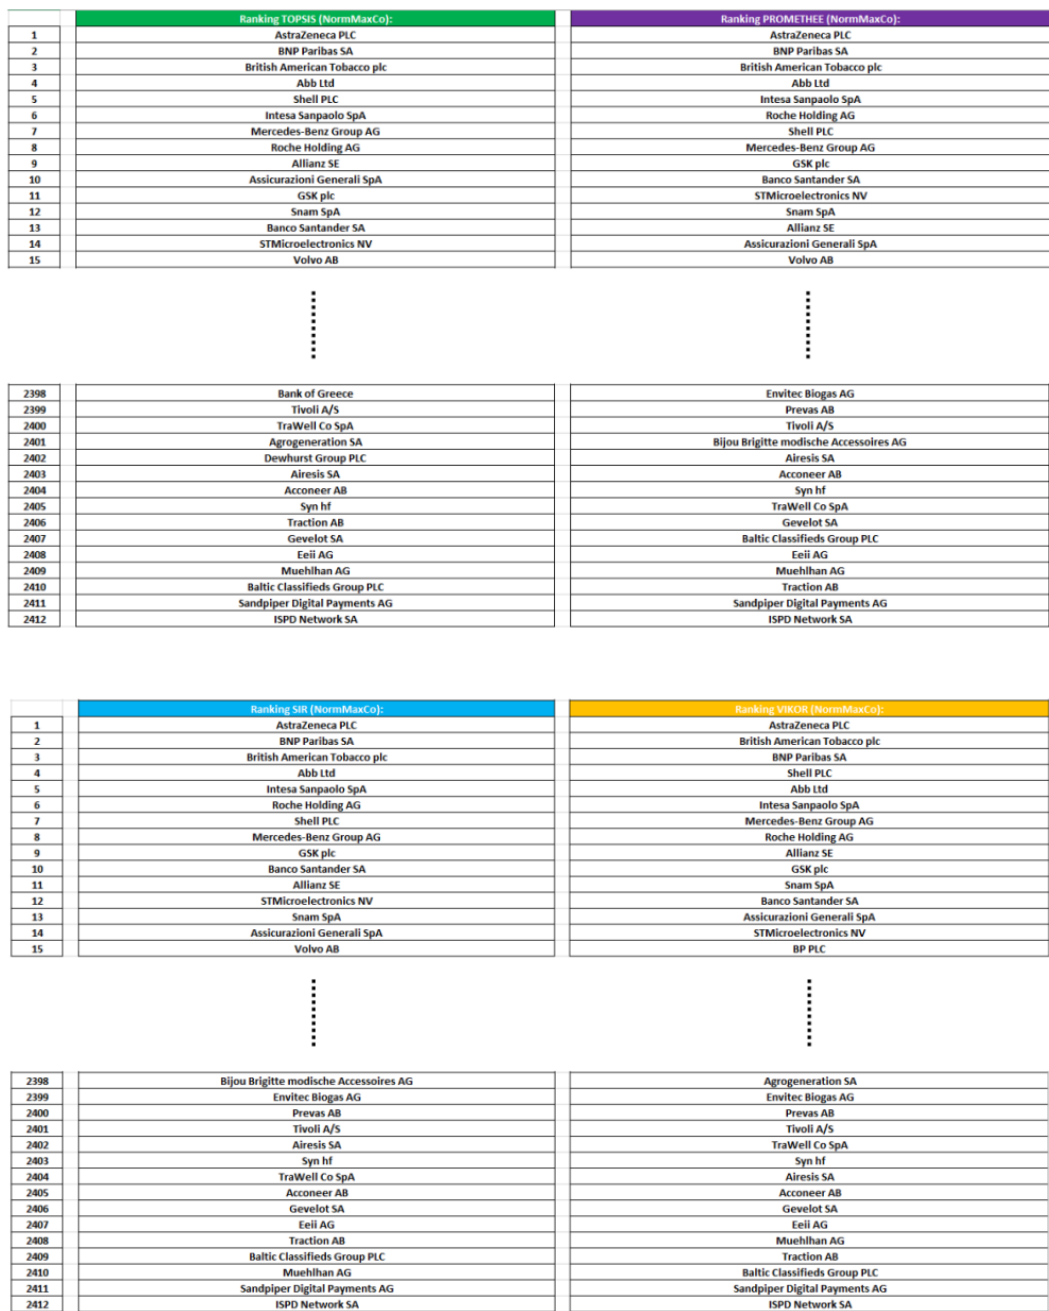 Ranking TOPSIS (NormMaxCo): Ranking PROMETHEE (NormMaxCo):
1 AstraZeneca PLC AstraZeneca PLC
2 BNP Paribas SA BNP Paribas SA
3 British American Tobacco plc British American Tobacco plc
4 Abb Ltd Abb Ltd
5 Shell PLC Intesa Sanpaolo SpA
6 Intesa Sanpaolo SpA Roche Holding AG
7 Mercedes-Benz Group AG Shell PLC
8 Roche Holding AG Mercedes-Benz Group AG
9 Allianz SE GSK plc
10 Assicurazioni Generali SpA Banco Santander SA
11 GSK plc STMicroelectronics NV
12 Snam SpA Snam SpA
13 Banco Santander SA Allianz SE
14 STMicroelectronics NV Assicurazioni Generali SpA
15 Volvo AB Volvo AB
2398 Bank of Greece Envitec Biogas AG
2399 Tivoli A/S Prevas AB
2400 TraWell Co SpA Tivoli A/S
2401 Agrogeneration SA Bijou Brigitte modische Accessoires AG
2402 Dewhurst Group PLC Airesis SA
2403 Airesis SA Acconeer AB
2404 Acconeer AB Syn hf
2405 Syn hf TraWell Co SpA
2406 Traction AB Gevelot SA
2407 Gevelot SA Baltic Classifieds Group PLC
2408 Eeii AG Eeii AG
2409 Muehlhan AG Muehlhan AG
2410 Baltic Classifieds Group PLC Traction AB
2411 Sandpiper Digital Payments AG Sandpiper Digital Payments AG
2412 ISPD Network SA ISPD Network SA
Ranking SIR (NormMaxCo): Ranking VIKOR (NormMaxCo):
1 AstraZeneca PLC AstraZeneca PLC
2 BNP Paribas SA British American Tobacco plc
3 British American Tobacco plc BNP Paribas SA
4 Abb Ltd Shell PLC
5 Intesa Sanpaolo SpA Abb Ltd
6 Roche Holding AG Intesa Sanpaolo SpA
7 Shell PLC Mercedes-Benz Group AG
8 Mercedes-Benz Group AG Roche Holding AG
9 GSK plc Allianz SE
10 Banco Santander SA GSK plc
11 Allianz SE Snam SpA
12 STMicroelectronics NV Banco Santander SA
13 Snam SpA Assicurazioni Generali SpA
14 Assicurazioni Generali SpA STMicroelectronics NV
15 Volvo AB BP PLC
2398 Bijou Brigitte modische Accessoires AG Agrogeneration SA
2399 Envitec Biogas AG Envitec Biogas AG
2400 Prevas AB Prevas AB
2401 Tivoli A/S Tivoli A/S
2402 Airesis SA TraWell Co SpA
2403 Syn hf Syn hf
2404 TraWell Co SpA Airesis SA
2405 Acconeer AB Acconeer AB
2406 Gevelot SA Gevelot SA
2407 Eeii AG Eeii AG
2408 Traction AB Muehlhan AG
2409 Baltic Classifieds Group PLC Traction AB
2410 Muehlhan AG Baltic Classifieds Group PLC
2411 Sandpiper Digital Payments AG Sandpiper Digital Payments AG
2412 ISPD Network SA ISPD Network SA